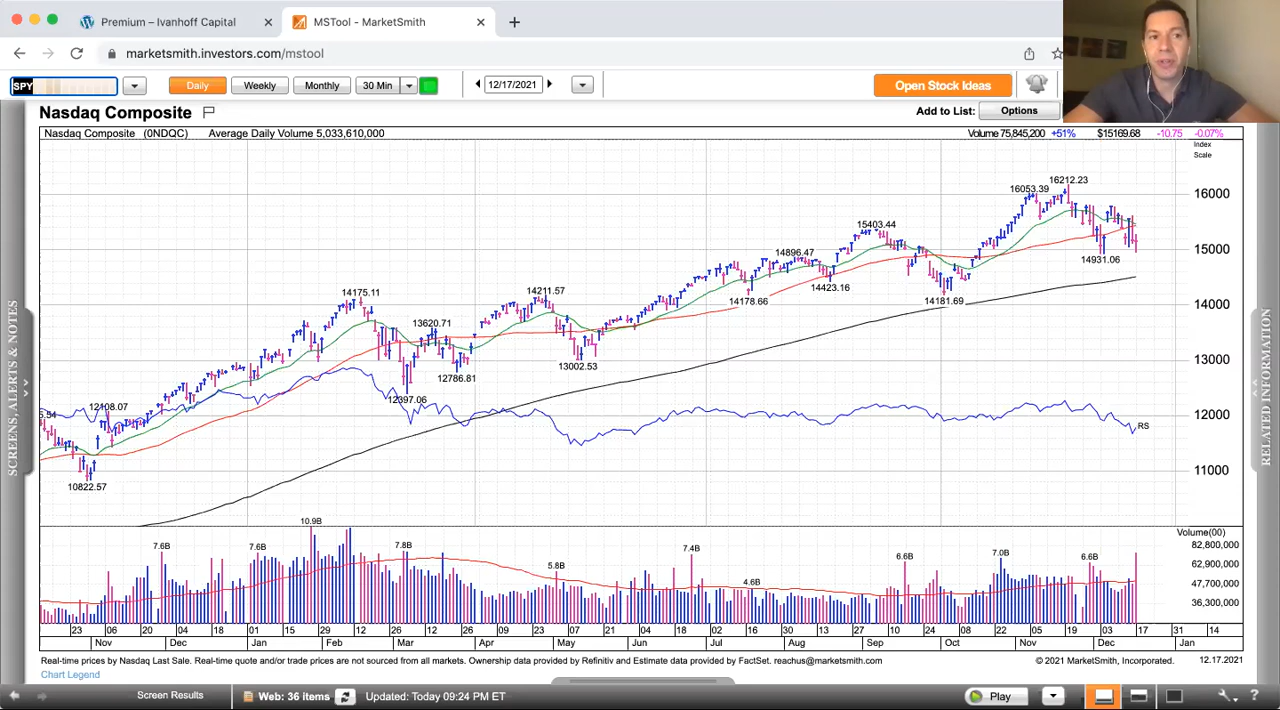 Premium – Ivanhoff Capital
MSTool - MarketSmith
marketsmith.investors.com/mstool
SPY
Daily
Weekly
Monthly
30 Min
12/17/2021
Open Stock Ideas
Nasdaq Composite
Add to List:
Options
Nasdaq Composite (0NDQC) Average Daily Volume 5,033,610,000
Volume 75,845,200 +51% $15169.68 -10.75 -0.07%
Index
Scale
16212.23
16053.39
16000
15403.44
14896.47
15000
14931.06
14175.11
14211.57
14178.66
14423.16
14181.69
14000
13620.71
13002.53
13000
12786.81
12397.06
12108.07
12000
RS
11000
10822.57
10.9B
Volume(00)
7.6B
7.6B
7.8B
5.8B
7.4B
4.6B
6.6B
7.0B
6.6B
82,800,000
62,900,000
47,700,000
36,300,000
23 06 20 04 18 01 15 29 12 26 12 26 09 23 07 21 04 18 02 16 30 13 27 10 24 08 22 05 19 03 17 31 14
Nov Dec Jan Feb Mar Apr May Jun Jul Aug Sep Oct Nov Dec Jan
Real-time prices by Nasdaq Last Sale. Real-time quote and/or trade prices are not sourced from all markets. Ownership data provided by Refinitiv and Estimate data provided by FactSet. reachus@marketsmith.com
© 2021 MarketSmith, Incorporated.
12.17.2021
Chart Legend
SCREENS, ALERTS & NOTES
RELATED INFORMATION
Screen Results
Web: 36 items
Updated: Today 09:24 PM ET
Play